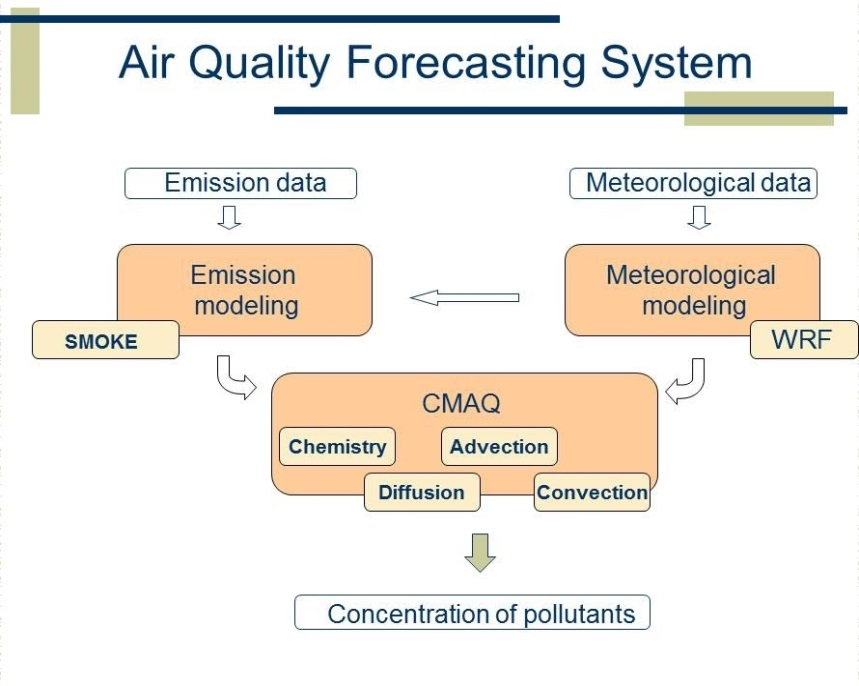 Air Quality Forecasting System
Emission data
Meteorological data
Emission
modeling
Meteorological
modeling
SMOKE
WRF
CMAQ
Chemistry
Advection
Diffusion
Convection
Concentration of pollutants